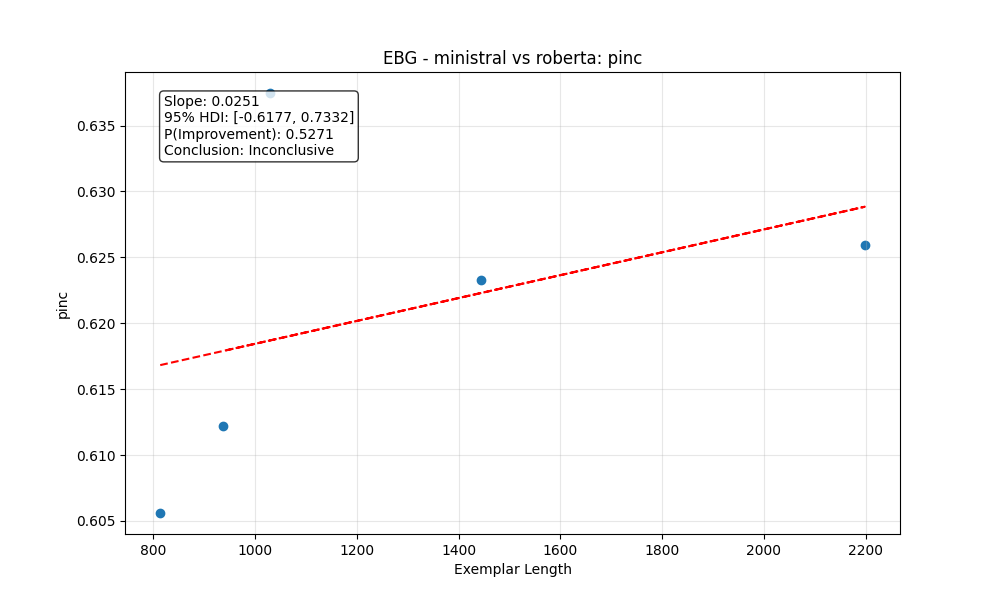 EBG - ministral vs roberta: pinc
Slope: 0.0251
95% HDI: [-0.6177, 0.7332]
P(Improvement): 0.5271
Conclusion: Inconclusive
pinc
0.635
0.630
0.625
0.620
0.615
0.610
0.605
800 1000 1200 1400 1600 1800 2000 2200
Exemplar Length